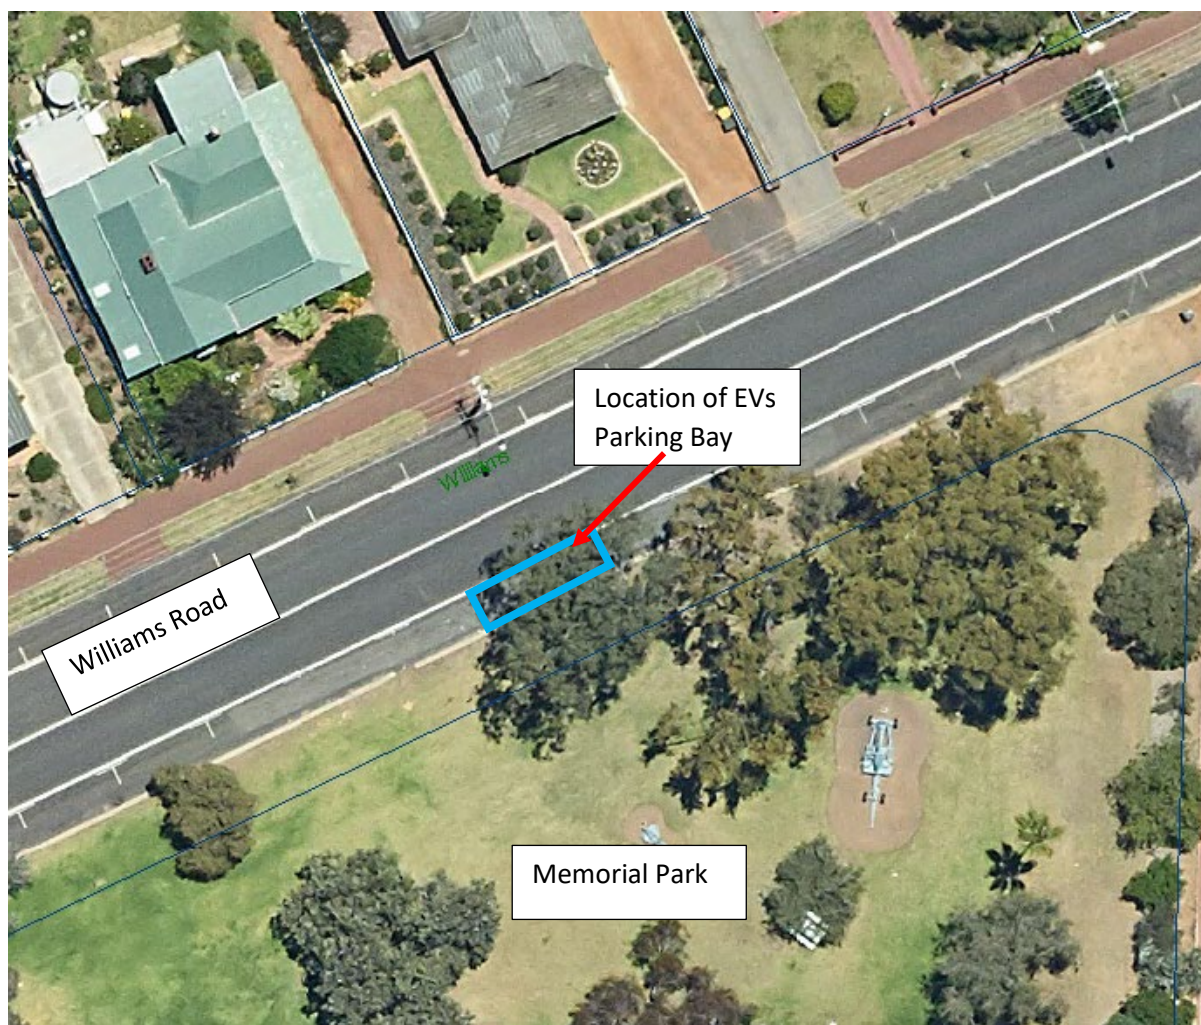 Location of EVs
Parking Bay
Williams
Williams Road
Memorial Park